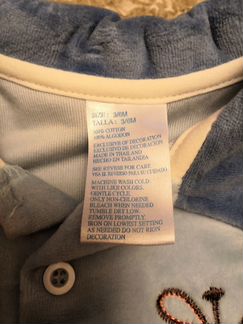 SIZE: 3/6M
TALLA: 3/6M
100% COTTON
100% ALGODON
EXCLUSIVE OF DECORATION
EXCLUSIVO DE DECORACION
MADE IN THAILAND
HECHO EN TAILANDIA
SEE REVERSE FOR CARE
VEA EL REVERSO PARA SU CUIDADO
MACHINE WASH COLD
WITH LIKE COLORS.
GENTLE CYCLE.
ONLY NON-CHLORINE
BLEACH WHEN NEEDED
TUMBLE DRY LOW.
REMOVE PROMPTLY.
IRON ON LOWEST SETTING
AS NEEDED DO NOT IRON
DECORATION